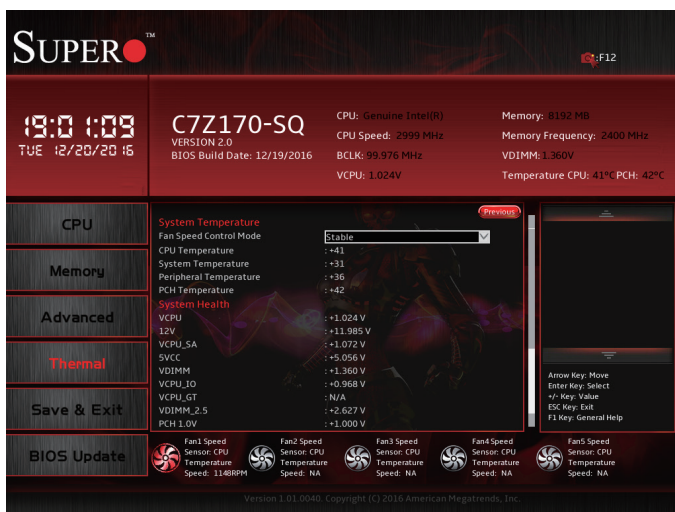 SUPER TM
:F12
19:01:09
TUE 12/20/2016
C7Z170-SQ
VERSION 2.0
BIOS Build Date: 12/19/2016
CPU: Genuine Intel(R)
CPU Speed: 2999 MHz
BCLK: 99.976 MHz
VCPU: 1.024V
Memory: 8192 MB
Memory Frequency: 2400 MHz
VDIMM: 1.360V
Temperature CPU: 41°C PCH: 42°C
CPU
Memory
Advanced
Thermal
Save & Exit
BIOS Update
Previous
System Temperature
Fan Speed Control Mode Stable
CPU Temperature : +41
System Temperature : +31
Peripheral Temperature : +36
PCH Temperature : +42
System Health
VCPU : +1.024 V
12V : +11.985 V
VCPU_SA : +1.072 V
5VCC : +5.056 V
VDIMM : +1.360 V
VCPU_IO : +0.968 V
VCPU_GT : N/A
VDIMM_2.5 : +2.627 V
PCH 1.0V : +1.000 V
Arrow Key: Move
Enter Key: Select
+/- Key: Value
ESC Key: Exit
F1 Key: General Help
Fan1 Speed
Sensor: CPU
Temperature
Speed: 1148RPM
Fan2 Speed
Sensor: CPU
Temperature
Speed: NA
Fan3 Speed
Sensor: CPU
Temperature
Speed: NA
Fan4 Speed
Sensor: CPU
Temperature
Speed: NA
Fan5 Speed
Sensor: CPU
Temperature
Speed: NA
Version 1.01.0040. Copyright (C) 2016 American Megatrends, Inc.